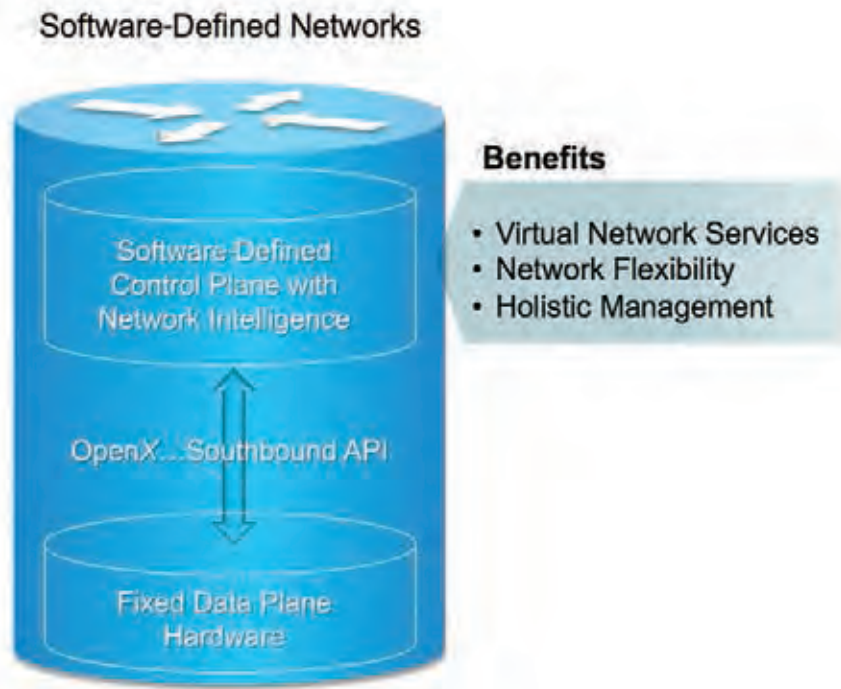 Software-Defined Networks
Software-Defined
Control Plane with
Network Intelligence
OpenX...Southbound API
Fixed Data Plane
Hardware
Benefits
• Virtual Network Services
• Network Flexibility
• Holistic Management